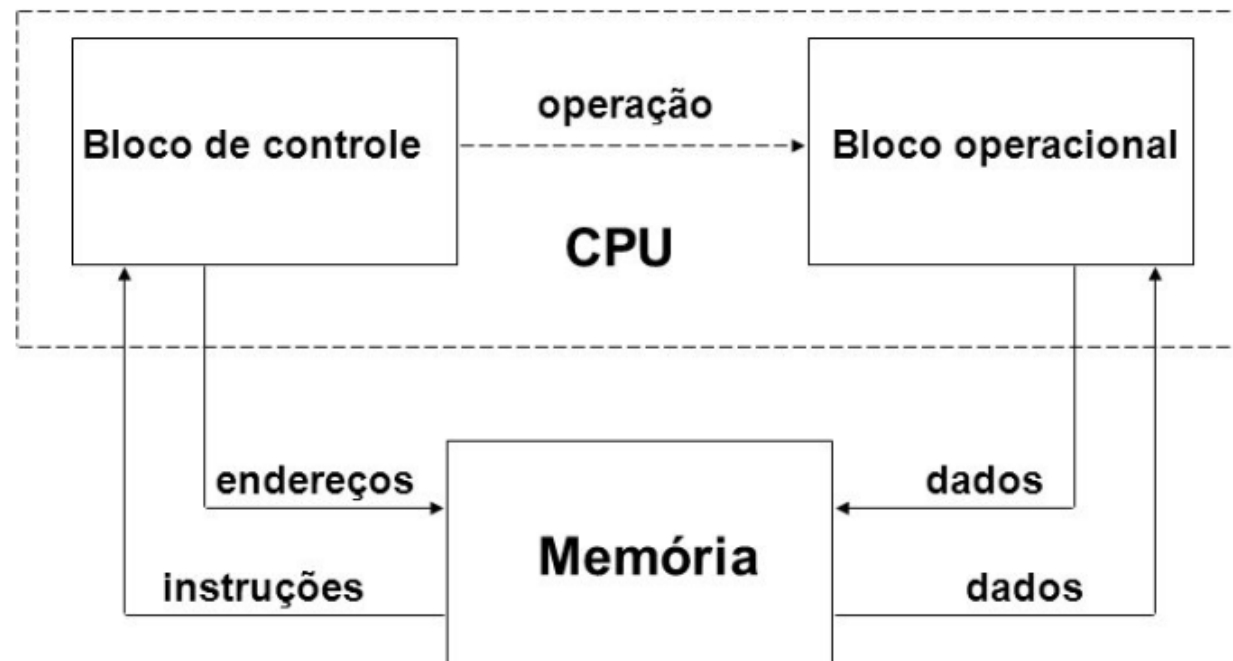 operação
Bloco de controle
Bloco operacional
CPU
endereços
dados
Memória
instruções
dados